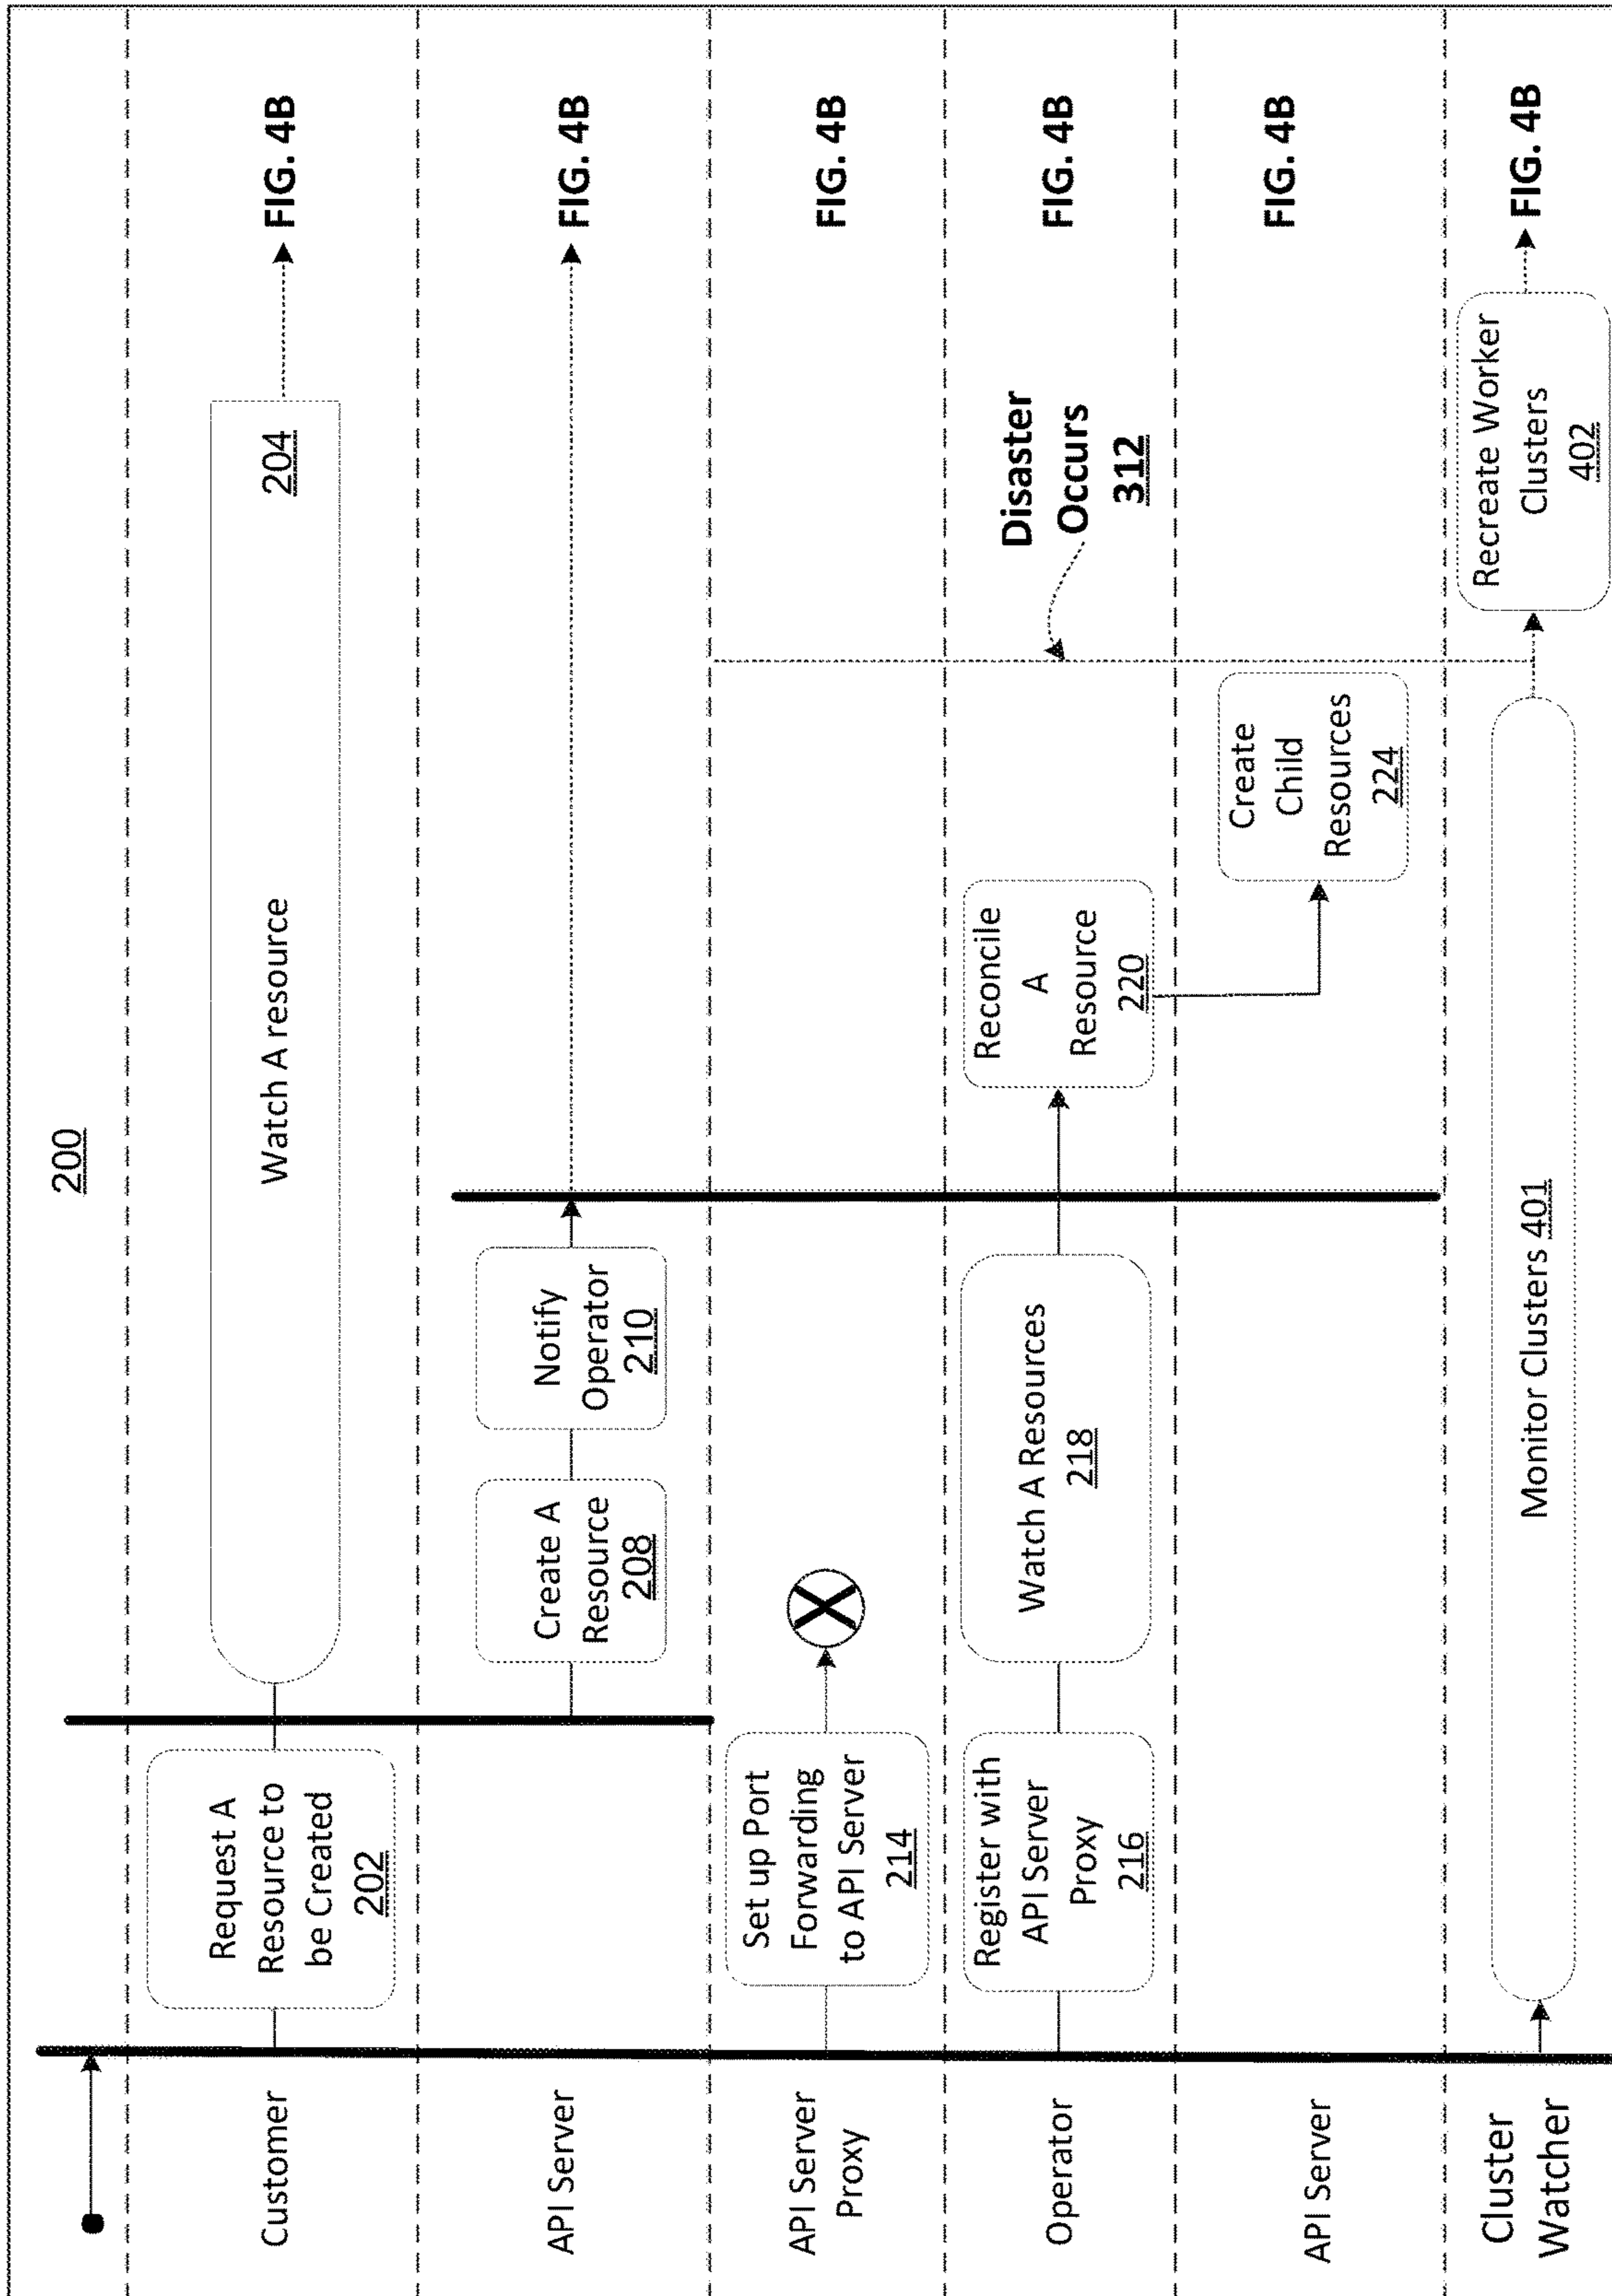 200
Customer
Request A
Resource to
be Created
202
Watch A resource
204
FIG. 4B
API Server
Create A
Resource
208
Notify
Operator
210
FIG. 4B
API Server
Proxy
Set up Port
Forwarding
to API Server
214
X
FIG. 4B
Operator
Register with
API Server
Proxy
216
Watch A Resources
218
Reconcile
A
Resource
220
Disaster
Occurs
312
FIG. 4B
API Server
Create
Child
Resources
224
FIG. 4B
Cluster
Watcher
Monitor Clusters 401
Recreate Worker
Clusters
402
FIG. 4B